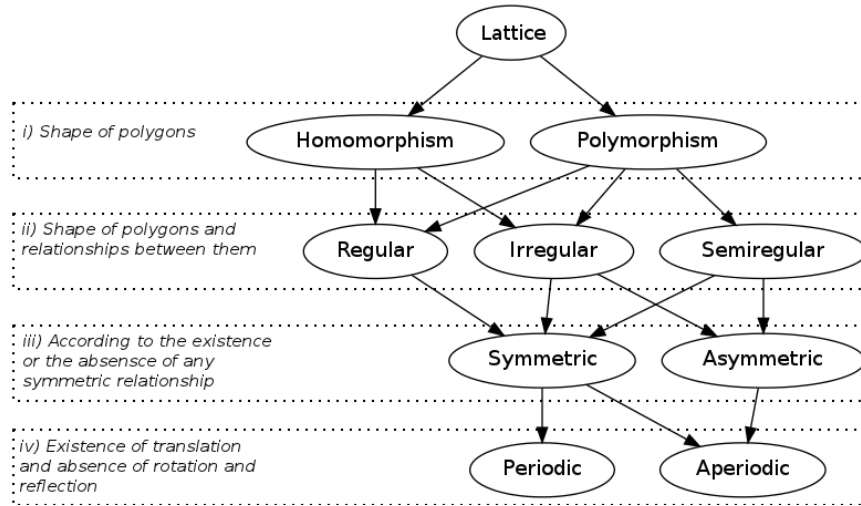 Lattice
i) Shape of polygons
Homomorphism
Polymorphism
ii) Shape of polygons and
relationships between them
Regular
Irregular
Semiregular
iii) According to the existence
or the absensce of any
symmetric relationship
Symmetric
Asymmetric
iv) Existence of translation
and absence of rotation and
reflection
Periodic
Aperiodic